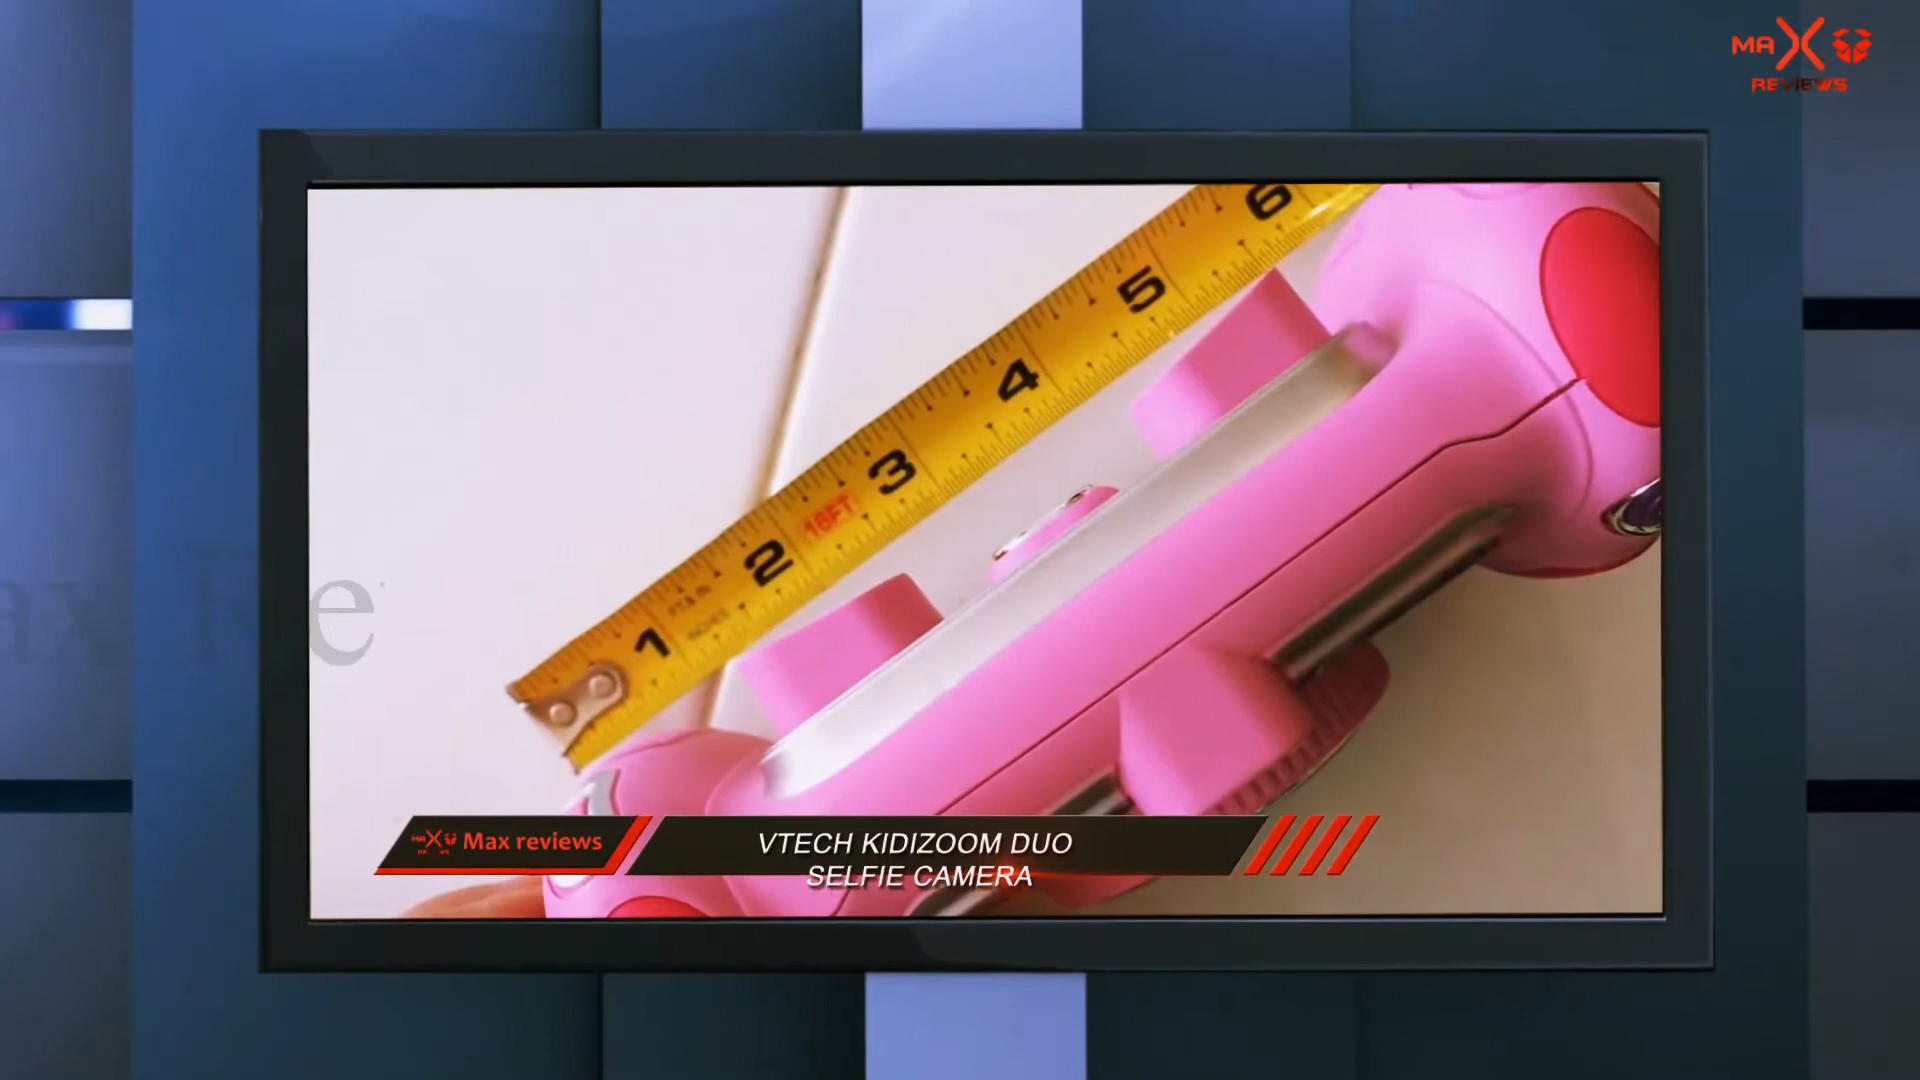 MAX
REVIEWS
6
5
4
3
16FT
2
1
e
Max reviews
VTECH KIDIZOOM DUO
SELFIE CAMERA